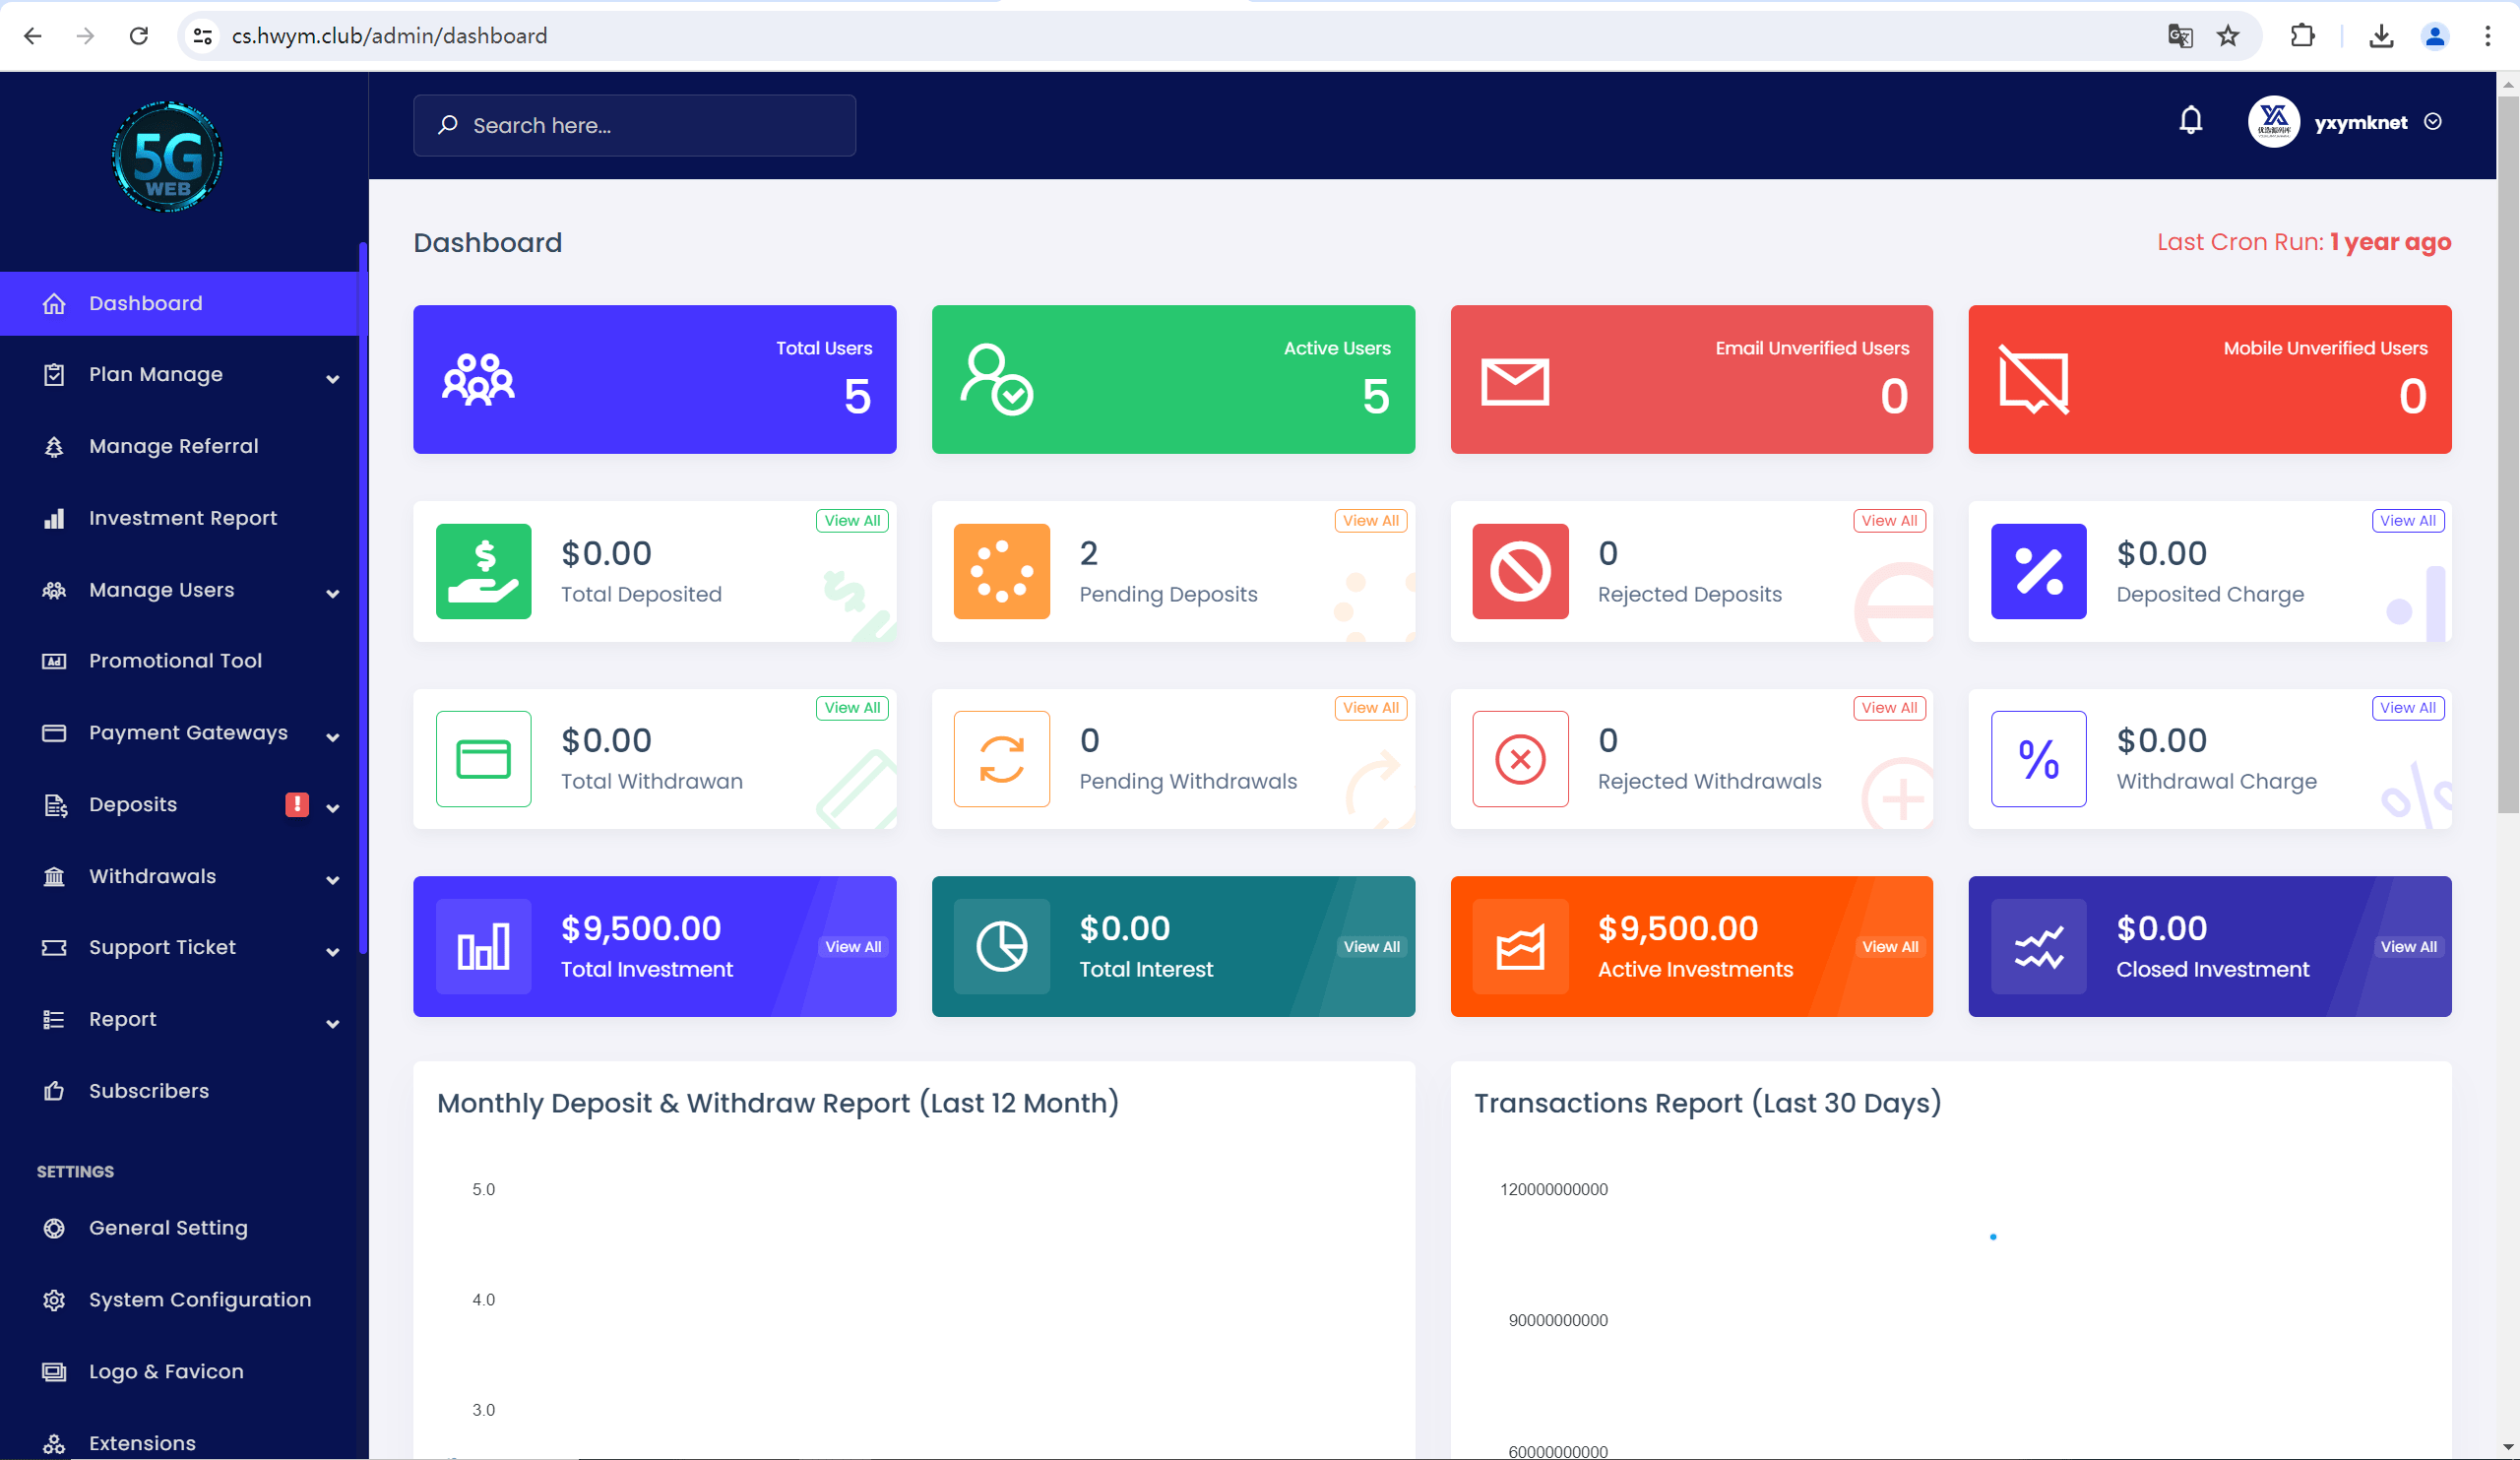 cs.hwym.club/admin/dashboard
5G
WEB
Search here...
yxymknet
Dashboard
Last Cron Run: 1 year ago
Dashboard
Plan Manage
Manage Referral
Investment Report
Manage Users
Ad
Promotional Tool
Payment Gateways
Deposits
!
Withdrawals
Support Ticket
Report
Subscribers
SETTINGS
General Setting
System Configuration
Logo & Favicon
Extensions
Total Users
5
Active Users
5
Email Unverified Users
0
Mobile Unverified Users
0
View All
$0.00
Total Deposited
View All
2
Pending Deposits
View All
0
Rejected Deposits
View All
$0.00
Deposited Charge
View All
$0.00
Total Withdrawan
View All
0
Pending Withdrawals
View All
0
Rejected Withdrawals
View All
$0.00
Withdrawal Charge
$9,500.00
Total Investment
View All
$0.00
Total Interest
View All
$9,500.00
Active Investments
View All
$0.00
Closed Investment
View All
Monthly Deposit & Withdraw Report (Last 12 Month)
5.0
4.0
3.0
Transactions Report (Last 30 Days)
120000000000
90000000000
60000000000